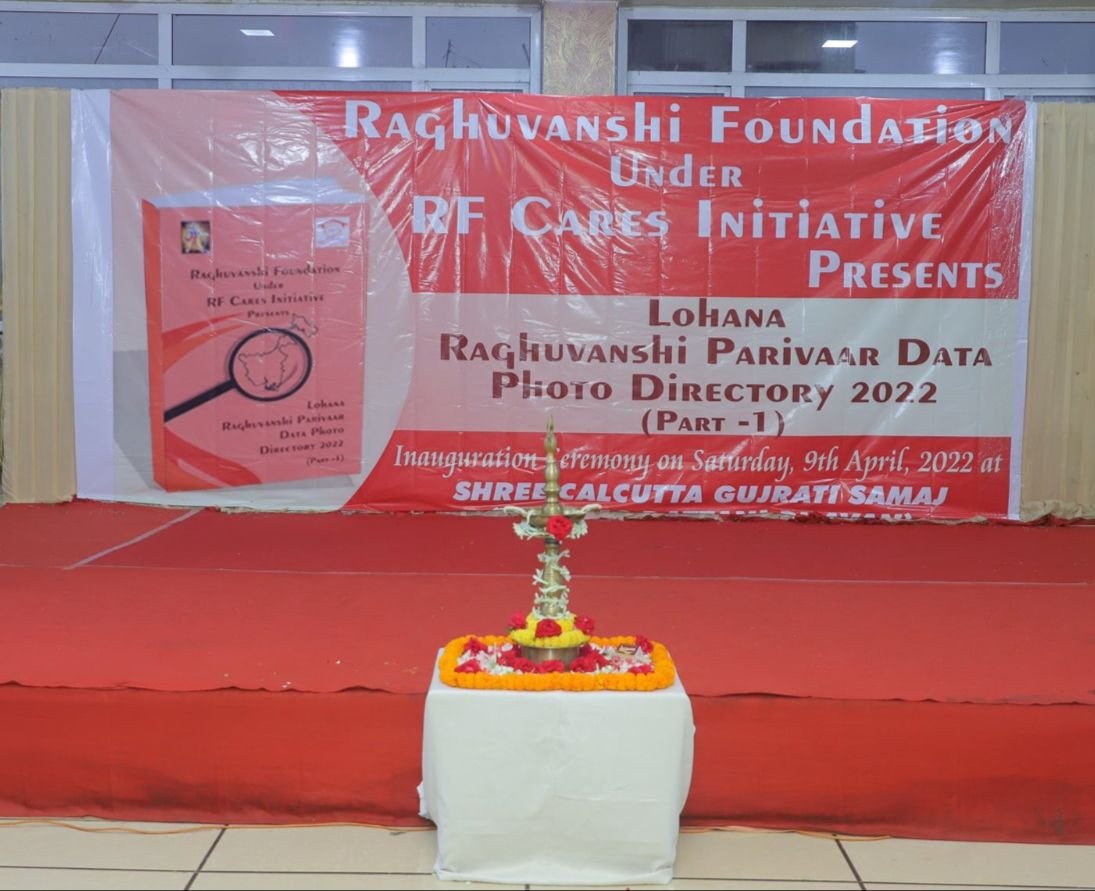 Raghuvanshi Foundation
Under
RF Cares Initiative
Presents
Lohana
Raghuvanshi Parivaar Data
Photo Directory 2022
(Part -1)
Inauguration Ceremony on Saturday, 9th April, 2022 at
SHREE CALCUTTA GUJRATI SAMAJ
Raghuvanshi Foundation
Under
RF Cares Initiative
Presents
Lohana
Raghuvanshi Parivaar
Data Photo
Directory 2022
(Part -1)